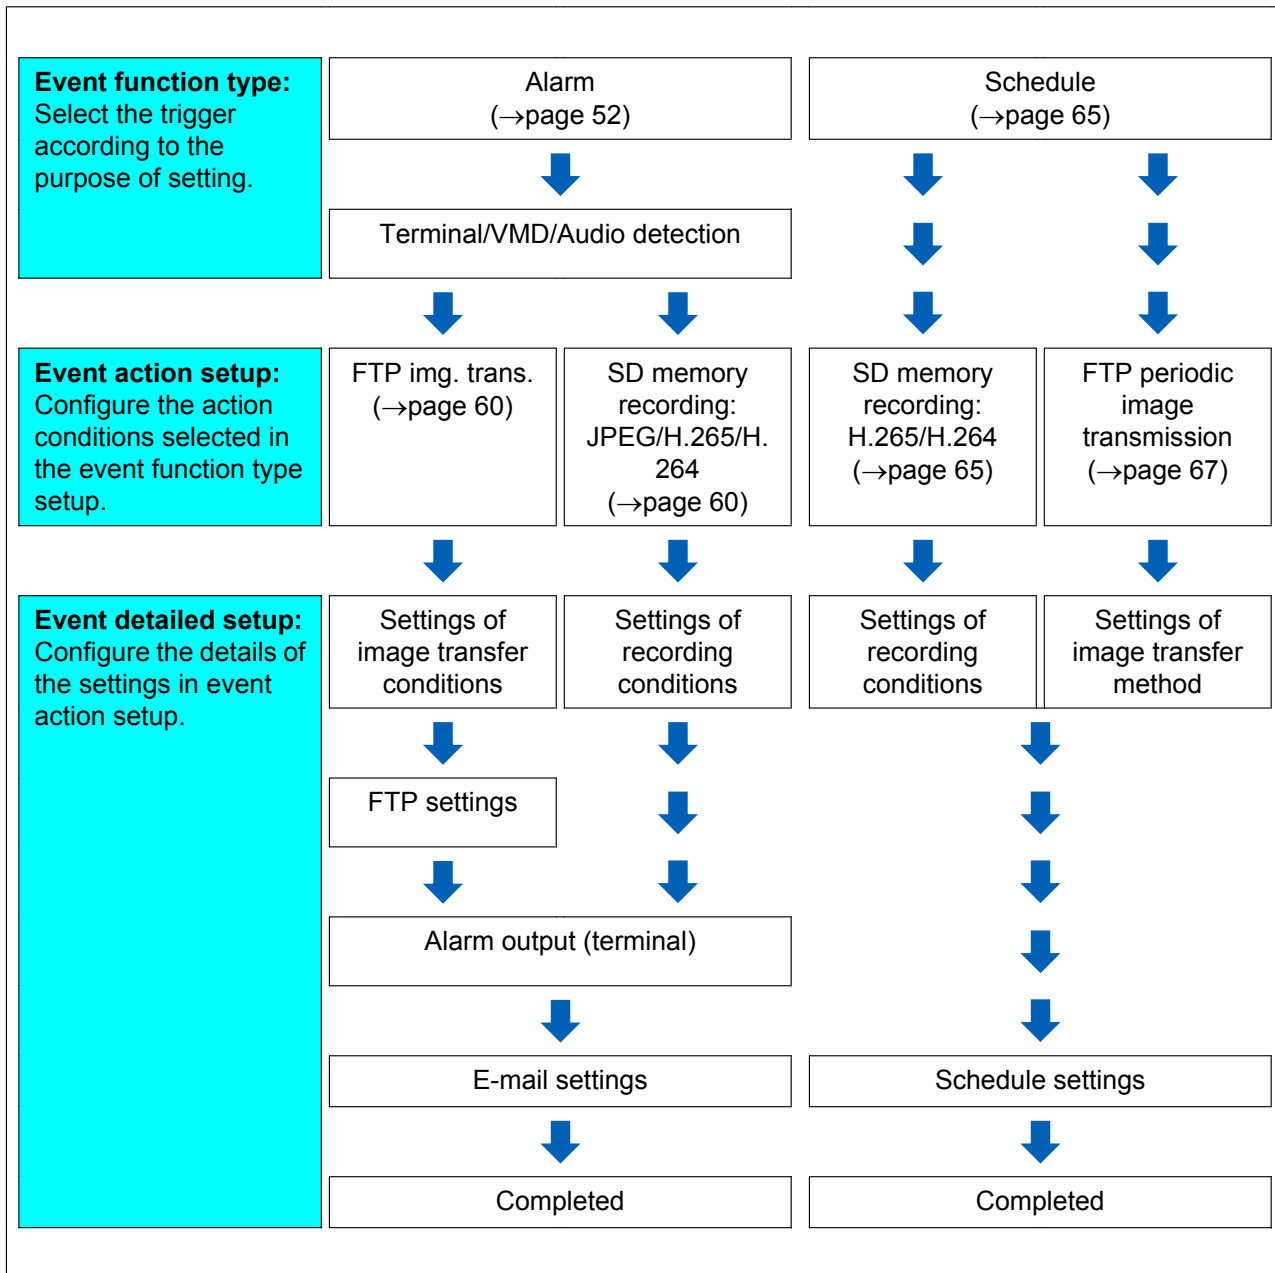 Event function type:
Select the trigger
according to the
purpose of setting.
Alarm
(→page 52)
Schedule
(→page 65)
Terminal/VMD/Audio detection
Event action setup:
Configure the action
conditions selected in
the event function type
setup.
FTP img. trans.
(→page 60)
SD memory
recording:
JPEG/H.265/H.
264
(→page 60)
SD memory
recording:
H.265/H.264
(→page 65)
FTP periodic
image
transmission
(→page 67)
Event detailed setup:
Configure the details of
the settings in event
action setup.
Settings of
image transfer
conditions
Settings of
recording
conditions
Settings of
recording
conditions
Settings of
image transfer
method
FTP settings
Alarm output (terminal)
E-mail settings
Schedule settings
Completed
Completed